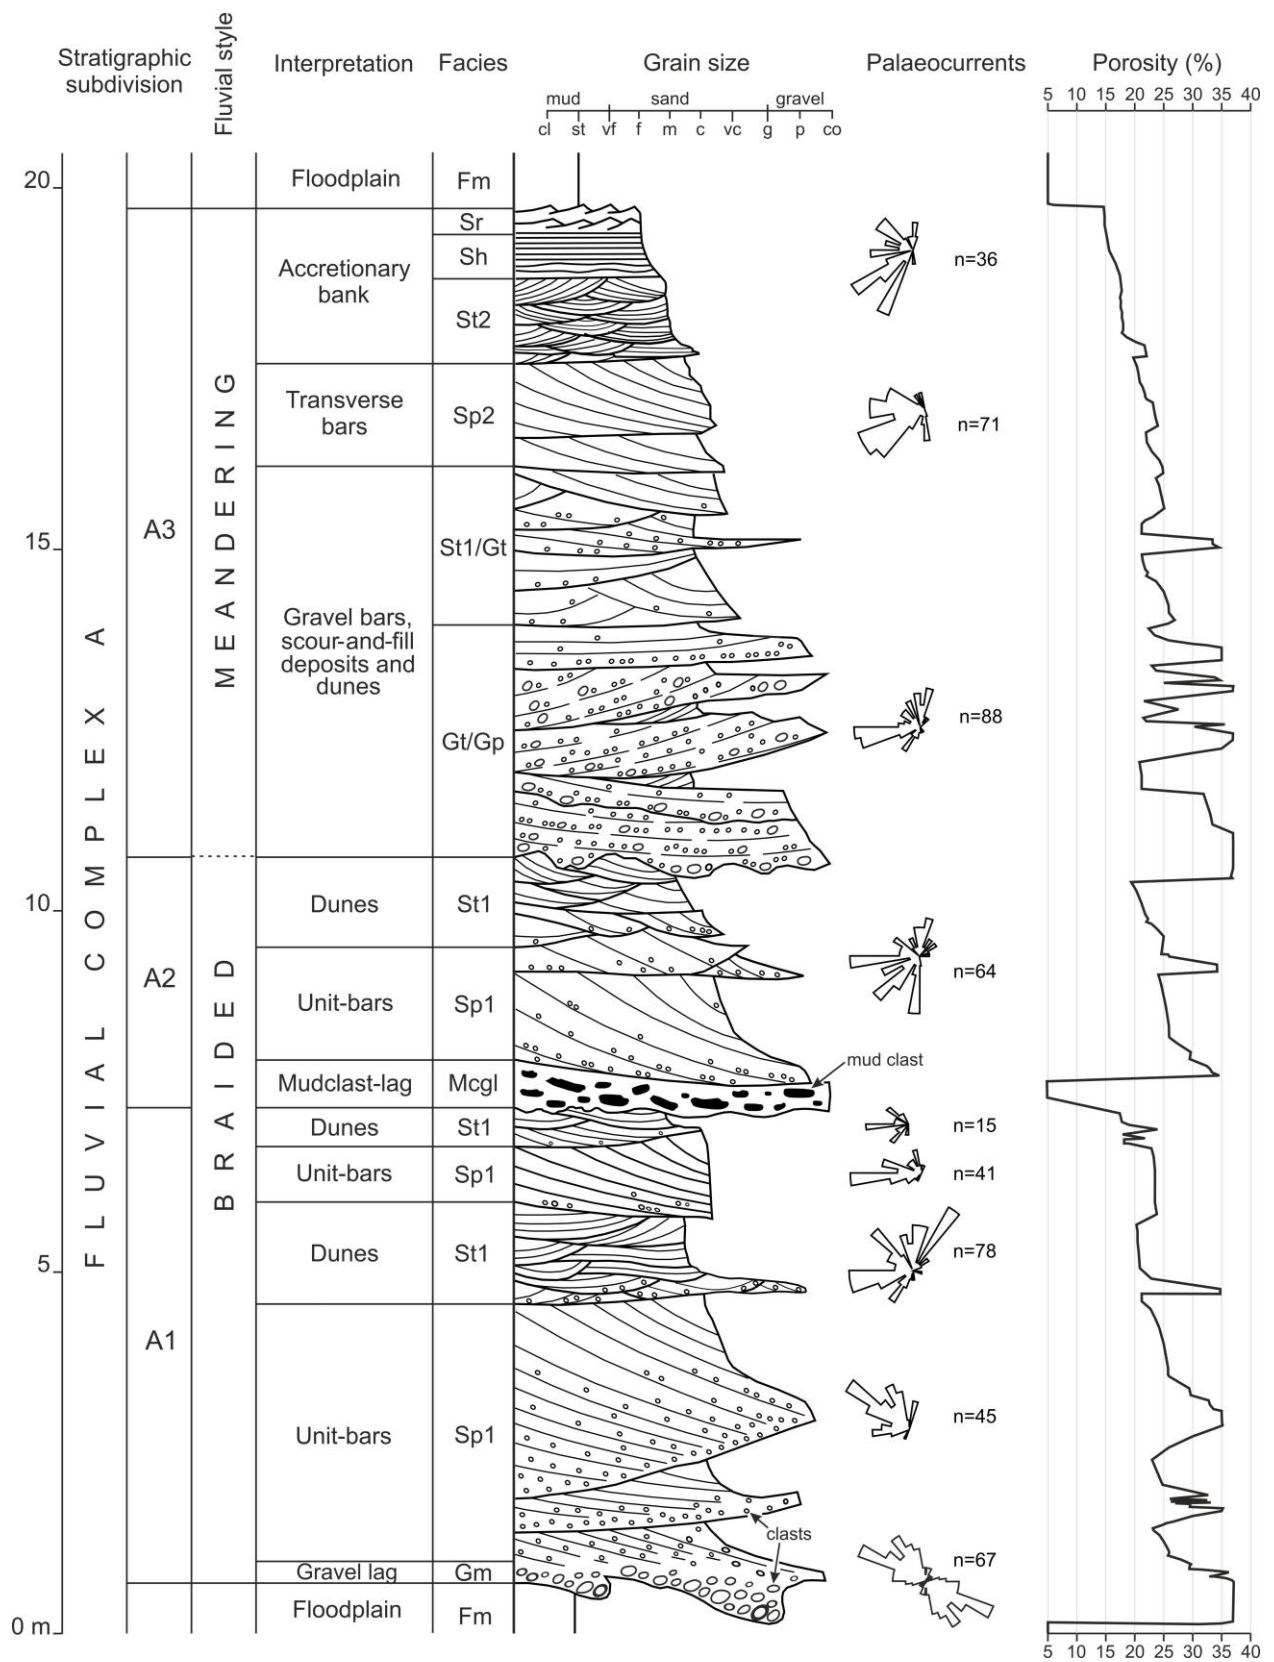 Stratigraphic
subdivision
Fluvial style
Interpretation
Facies
Grain size
Palaeocurrents
Porosity (%)
mud sand gravel
cl st vf f m c vc g p co
5 10 15 20 25 30 35 40
20
15
10
5
0 m
FLUVIAL COMPLEX A
A3
A2
A1
MEANDERING
BRAIDED
Floodplain Fm
Accretionary
bank
Sr
Sh
St2
n=36
Transverse
bars
Sp2
n=71
Gravel bars,
scour-and-fill
deposits and
dunes
St1/Gt
Gt/Gp
n=88
Dunes St1
Unit-bars Sp1
n=64
mud clast
Mudclast-lag Mcgl
Dunes St1 n=15
Unit-bars Sp1 n=41
Dunes St1 n=78
Unit-bars Sp1 n=45
clasts
Gravel lag Gm n=67
Floodplain Fm
5 10 15 20 25 30 35 40